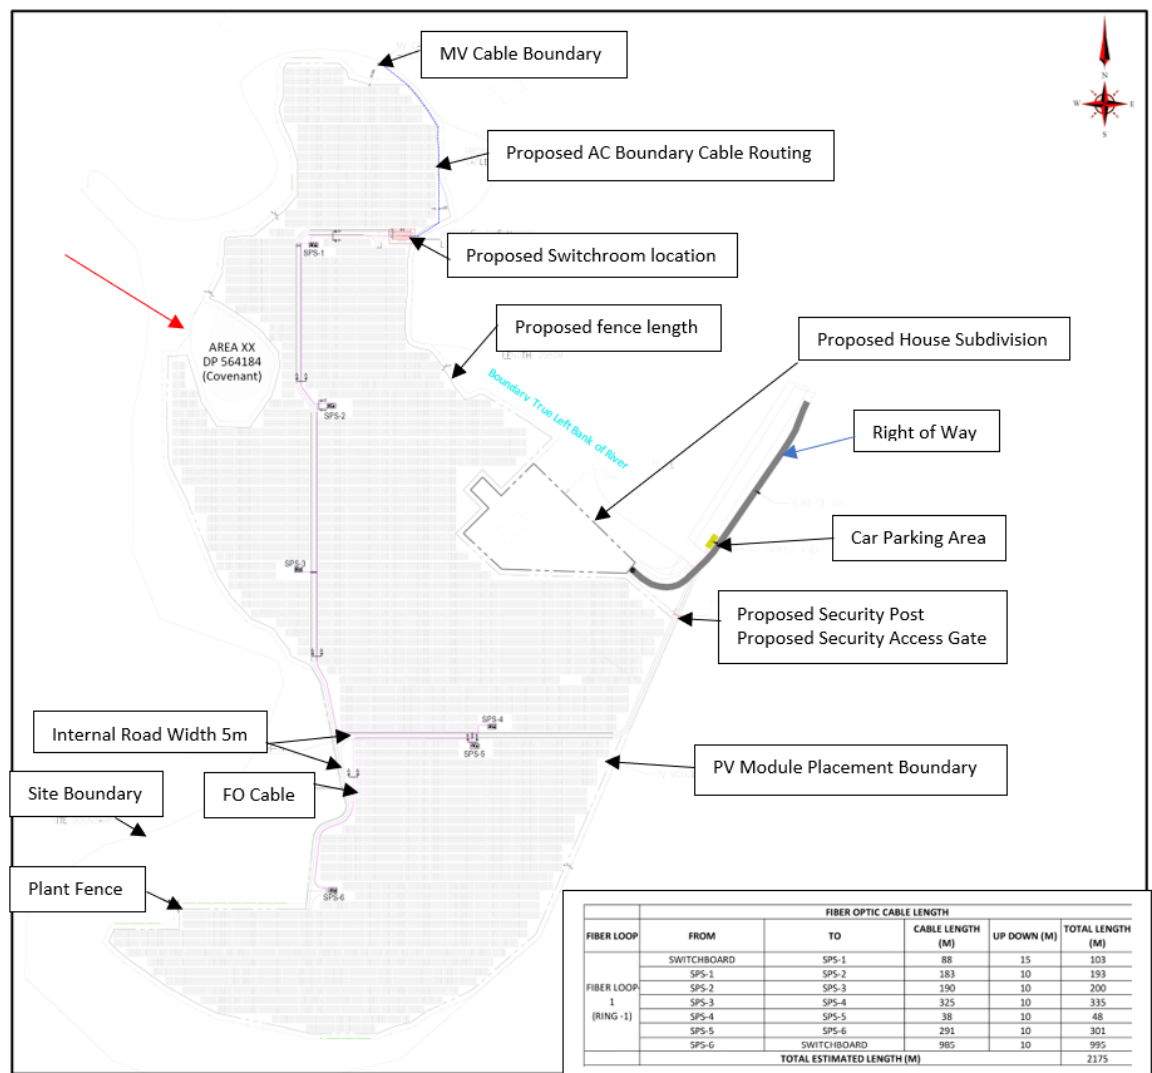 MV Cable Boundary
N
W
E
S
Proposed AC Boundary Cable Routing
SPS-1
Proposed Switchroom location
Proposed fence length
Proposed House Subdivision
AREA XX
DP 564184
(Covenant)
Boundary True Left Bank of River
SPS-2
Right of Way
Car Parking Area
SPS-3
Proposed Security Post
Proposed Security Access Gate
Internal Road Width 5m
SPS-4
SPS-5
PV Module Placement Boundary
Site Boundary
FO Cable
Plant Fence
SPS-6
FIBER OPTIC CABLE LENGTH
FIBER LOOP FROM TO CABLE LENGTH (M) UP DOWN (M) TOTAL LENGTH (M)
FIBER LOOP-1 (RING -1)
SWITCHBOARD SPS-1 88 15 103
SPS-1 SPS-2 183 10 193
SPS-2 SPS-3 190 10 200
SPS-3 SPS-4 325 10 335
SPS-4 SPS-5 38 10 48
SPS-5 SPS-6 291 10 301
SPS-6 SWITCHBOARD 985 10 995
TOTAL ESTIMATED LENGTH (M) 2175